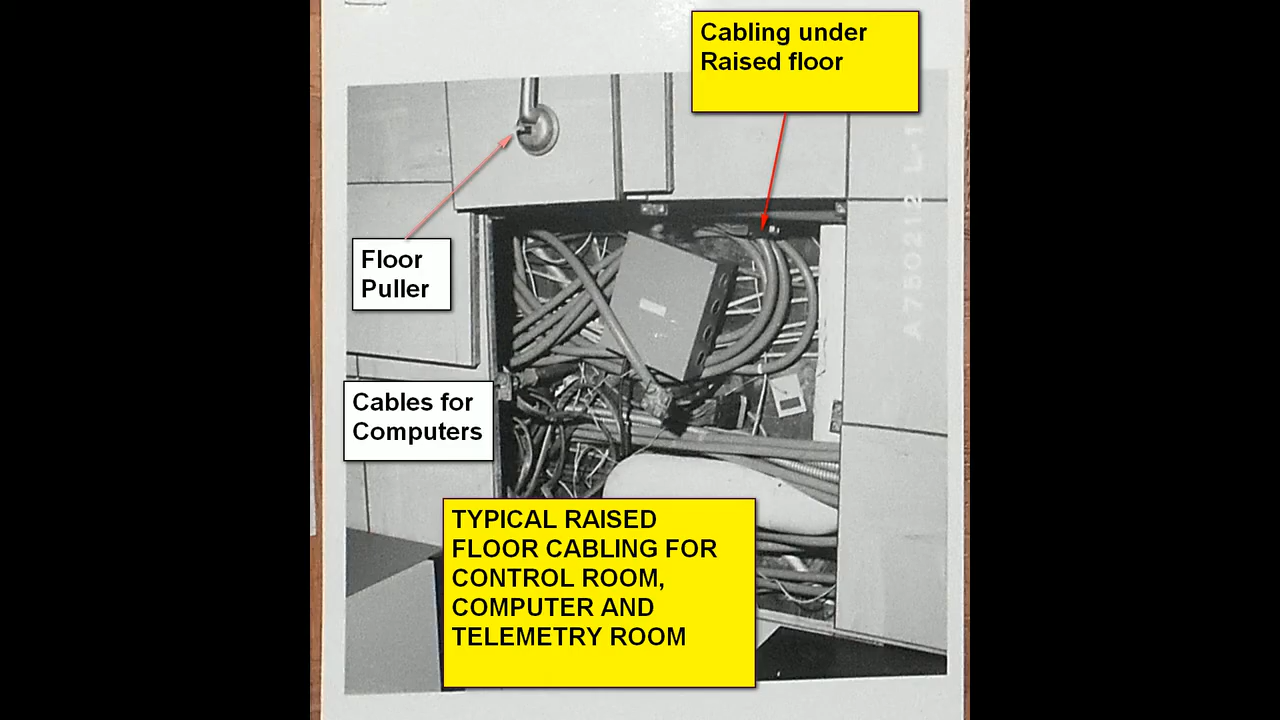 Cabling under
Raised floor
Floor
Puller
Cables for
Computers
TYPICAL RAISED
FLOOR CABLING FOR
CONTROL ROOM,
COMPUTER AND
TELEMETRY ROOM
A750212 L-1